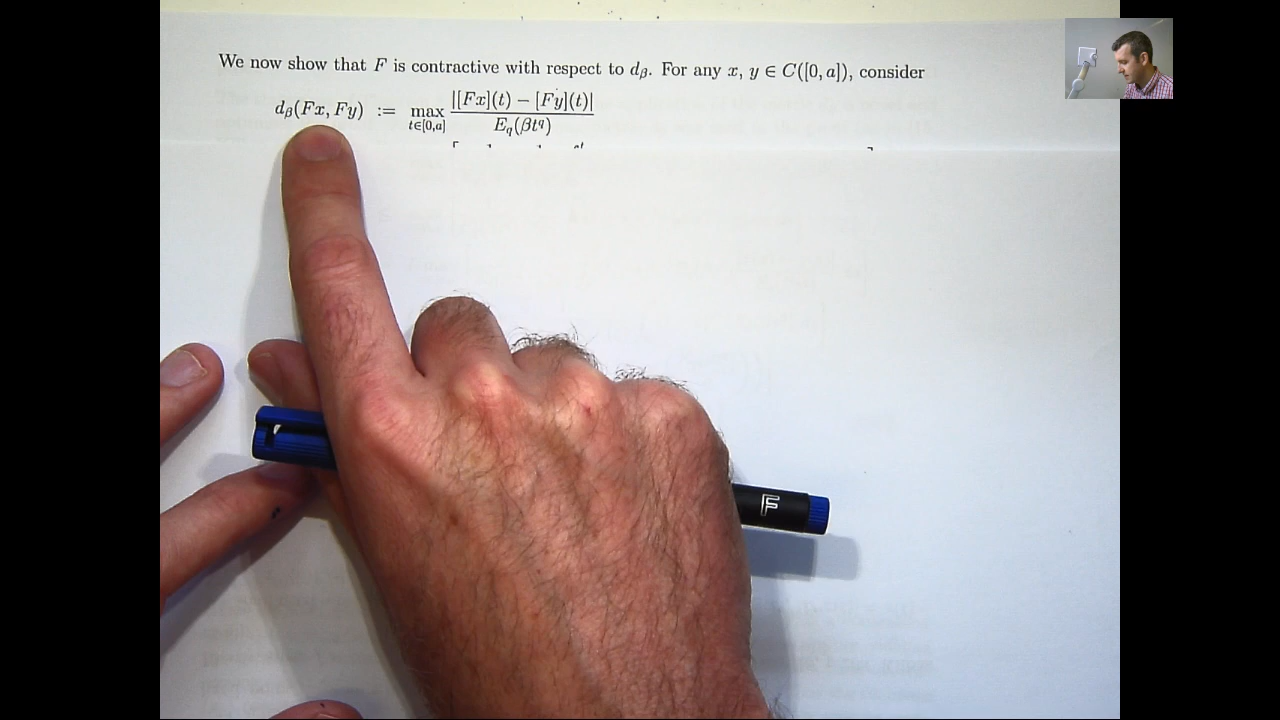 We now show that F is contractive with respect to d_β. For any x, y ∈ C([0, a]), consider
d_β(Fx, Fy) := max_{t∈[0,a]} |[Fx](t) − [Fy](t)| / E_q(βt^q)
F